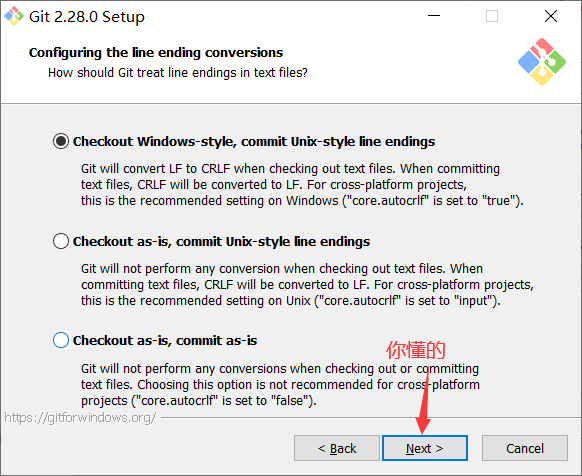 Git 2.28.0 Setup
Configuring the line ending conversions
How should Git treat line endings in text files?
Checkout Windows-style, commit Unix-style line endings
Git will convert LF to CRLF when checking out text files. When committing
text files, CRLF will be converted to LF. For cross-platform projects,
this is the recommended setting on Windows ("core.autocrlf" is set to "true").
Checkout as-is, commit Unix-style line endings
Git will not perform any conversion when checking out text files. When
committing text files, CRLF will be converted to LF. For cross-platform projects,
this is the recommended setting on Unix ("core.autocrlf" is set to "input").
Checkout as-is, commit as-is
你懂的
Git will not perform any conversions when checking out or committing
text files. Choosing this option is not recommended for cross-platform
projects ("core.autocrlf" is set to "false").
https://gitforwindows.org/
< Back
Next >
Cancel